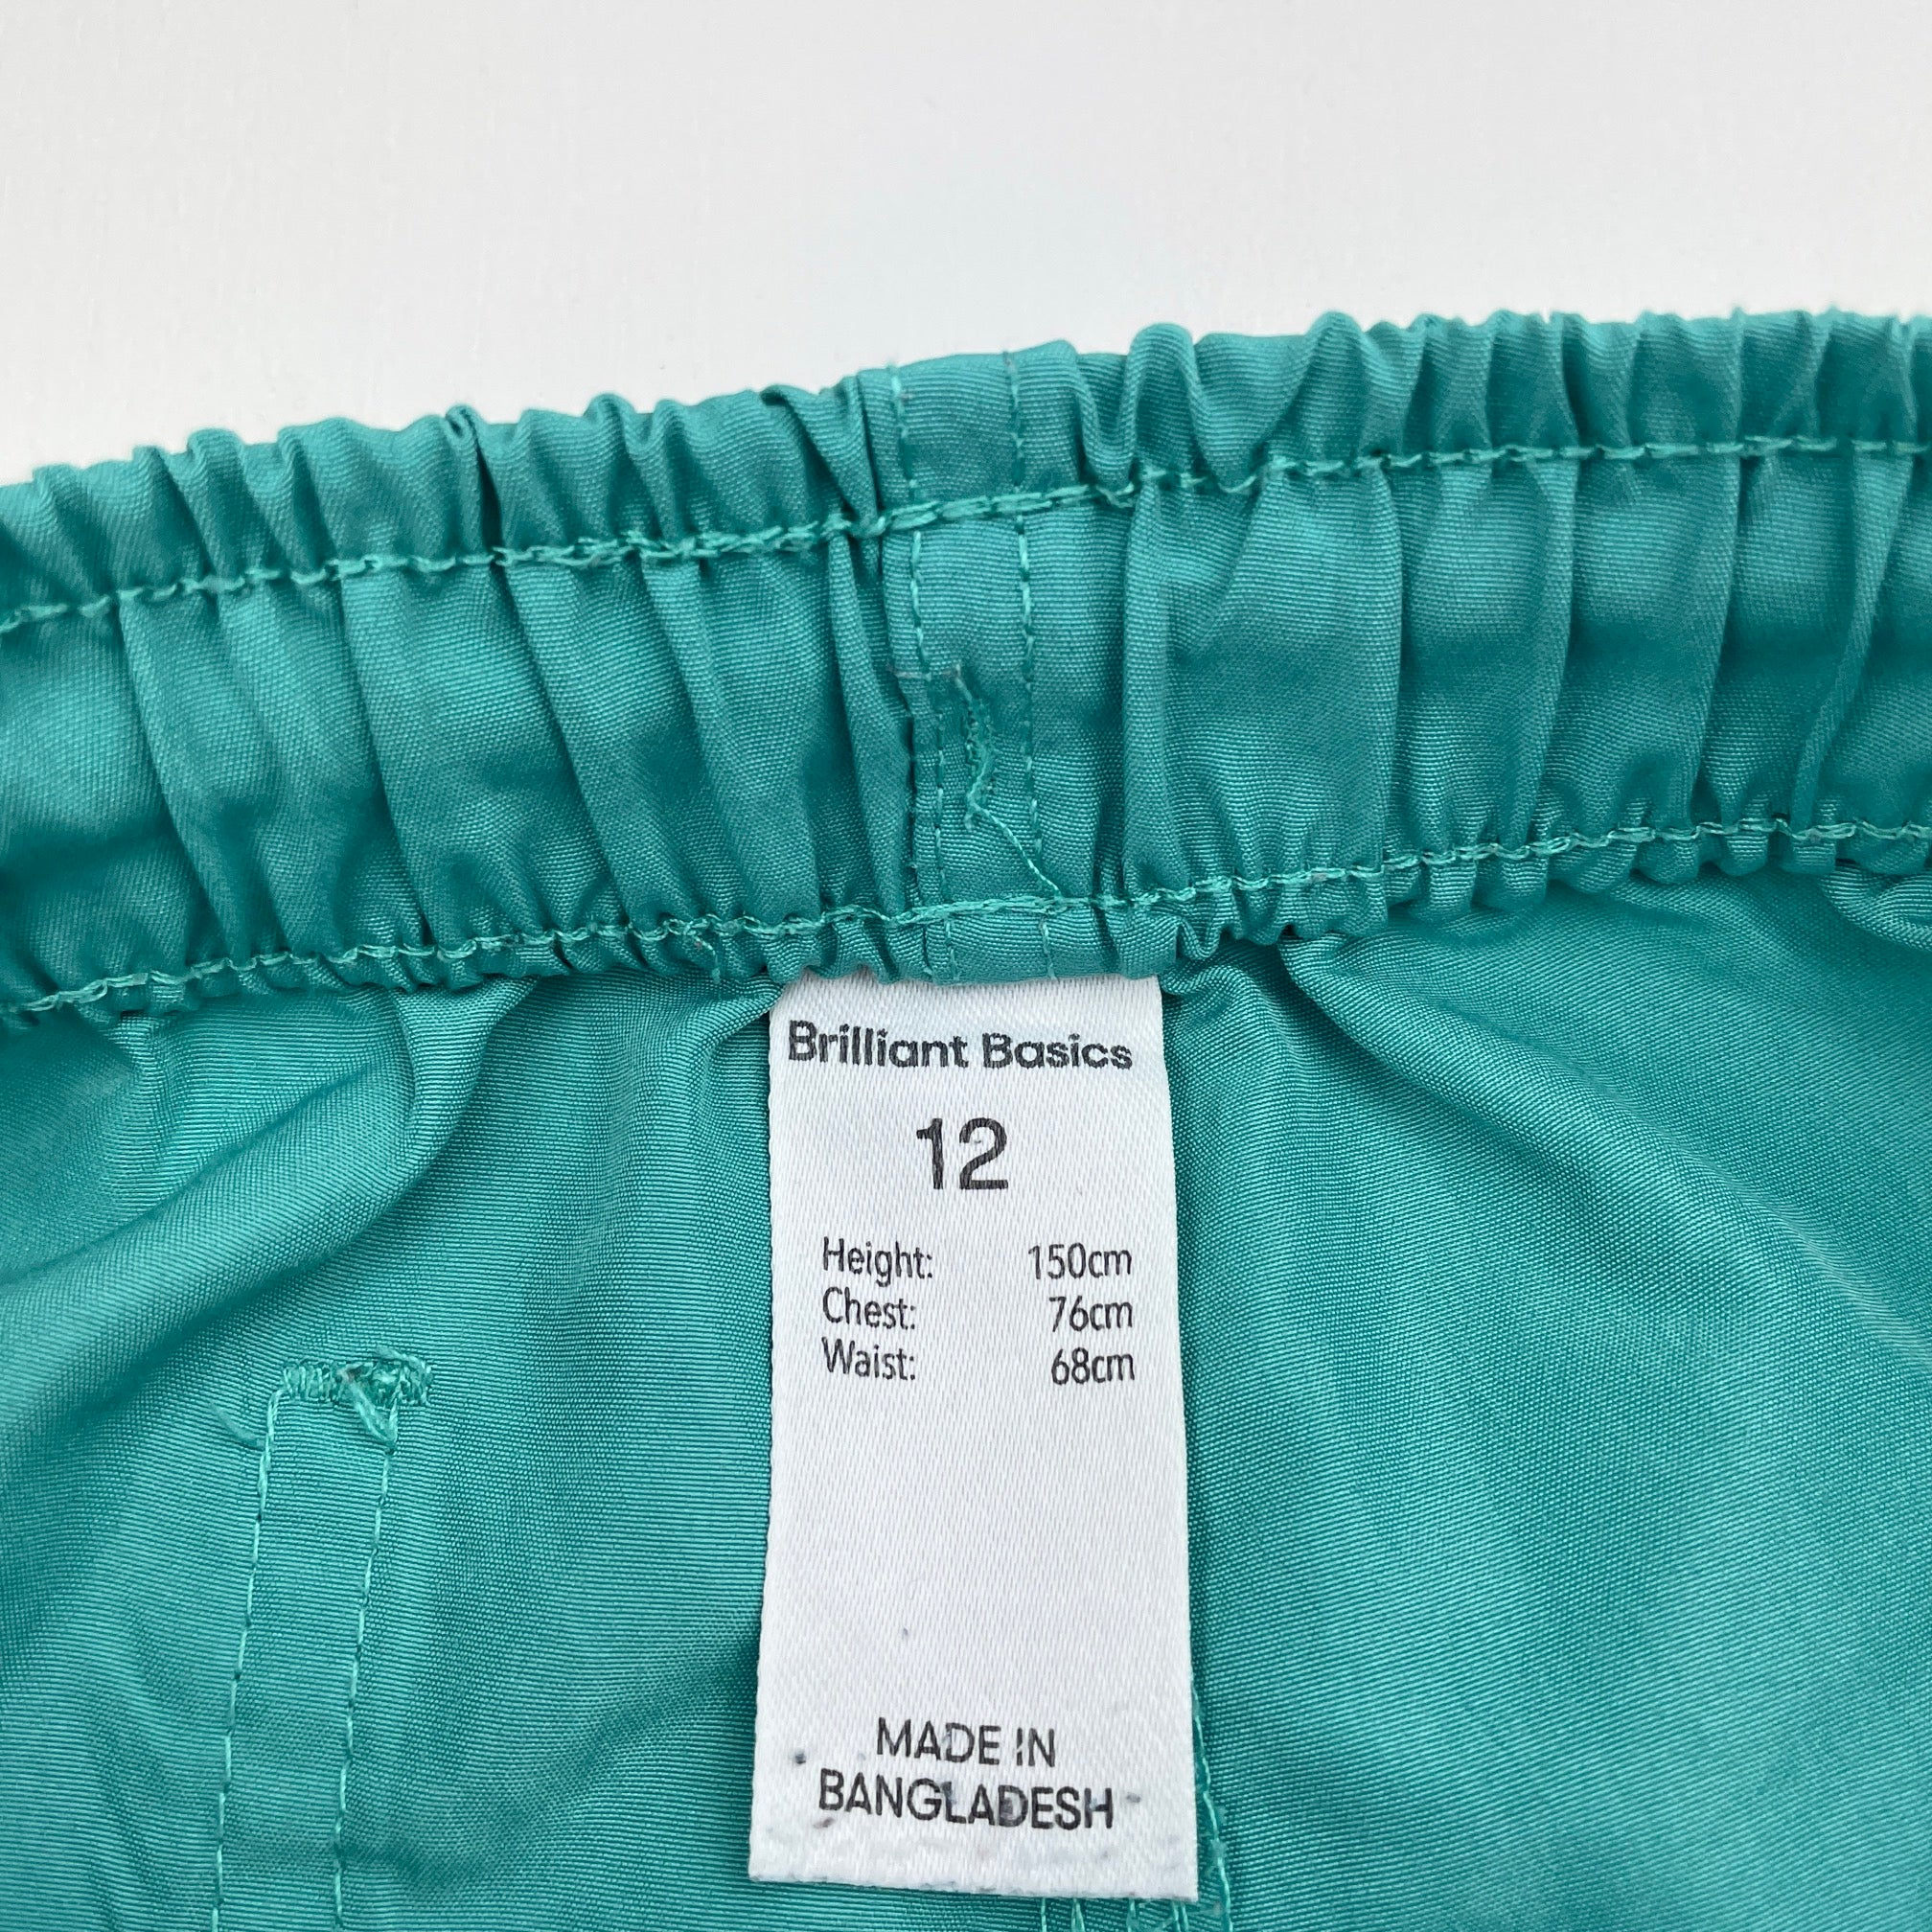 Brilliant Basics
12
Height: 150cm
Chest: 76cm
Waist: 68cm
MADE IN
BANGLADESH